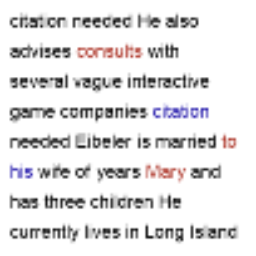 citation needed He also
advises consults with
several vague interactive
game companies citation
needed Eibeler is married to
his wife of years Mary and
has three children He
currently lives in Long Island